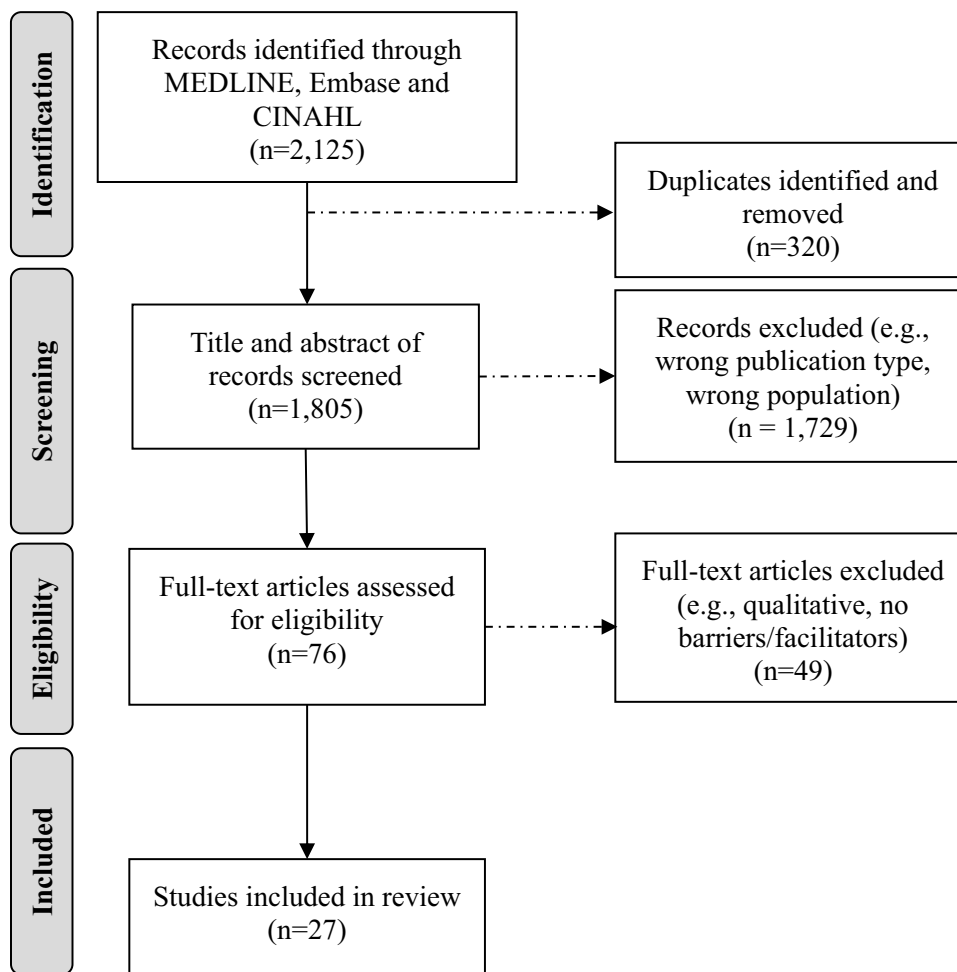 Identification
Records identified through
MEDLINE, Embase and
CINAHL
(n=2,125)
Duplicates identified and
removed
(n=320)
Screening
Title and abstract of
records screened
(n=1,805)
Records excluded (e.g.,
wrong publication type,
wrong population)
(n = 1,729)
Eligibility
Full-text articles assessed
for eligibility
(n=76)
Full-text articles excluded
(e.g., qualitative, no
barriers/facilitators)
(n=49)
Included
Studies included in review
(n=27)